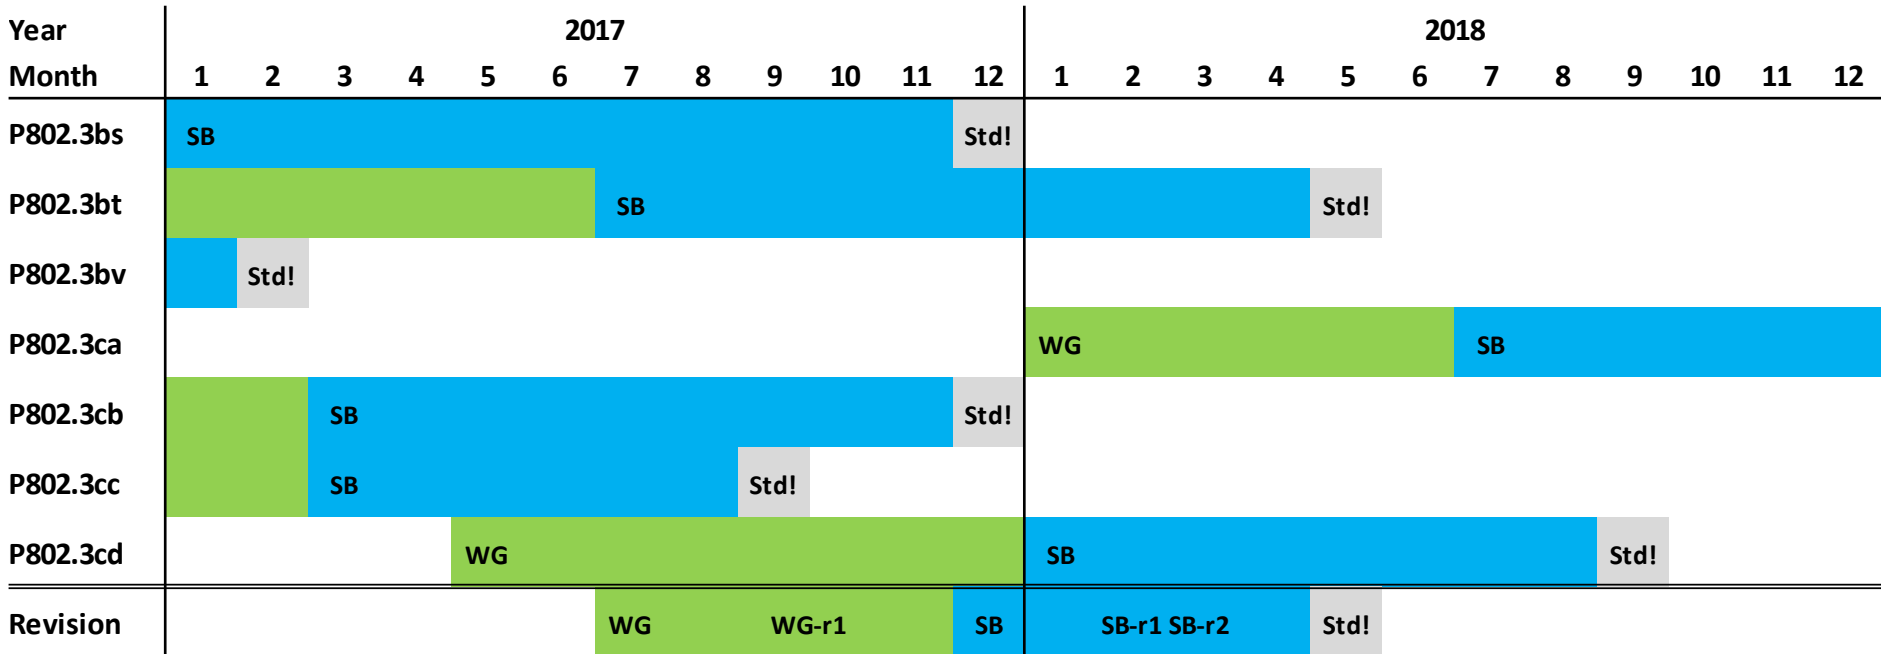 Year 2017 2018
Month 1 2 3 4 5 6 7 8 9 10 11 12 1 2 3 4 5 6 7 8 9 10 11 12
P802.3bs SB Std!
P802.3bt SB Std!
P802.3bv Std!
P802.3ca WG SB
P802.3cb SB Std!
P802.3cc SB Std!
P802.3cd WG SB Std!
Revision WG WG-r1 SB SB-r1 SB-r2 Std!